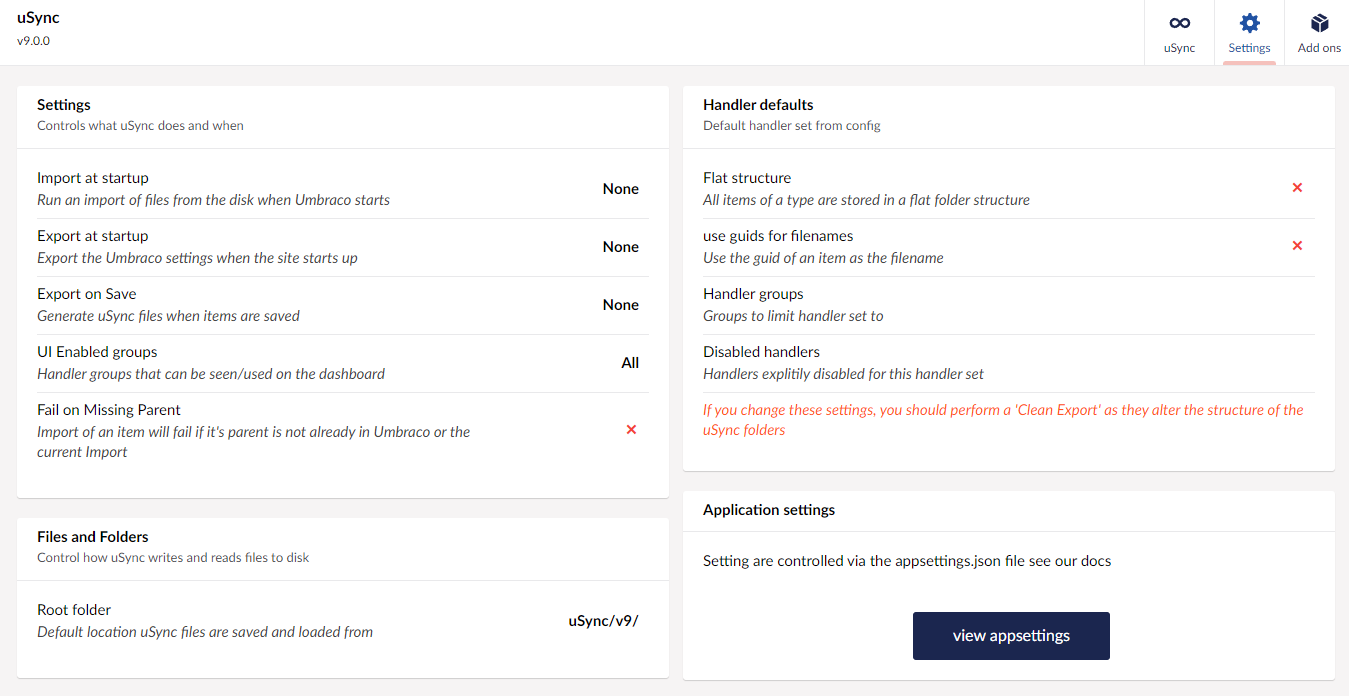 uSync
v9.0.0
uSync
Settings
Add ons
Settings
Controls what uSync does and when
Import at startup
Run an import of files from the disk when Umbraco starts
None
Export at startup
Export the Umbraco settings when the site starts up
None
Export on Save
Generate uSync files when items are saved
None
UI Enabled groups
Handler groups that can be seen/used on the dashboard
All
Fail on Missing Parent
Import of an item will fail if it's parent is not already in Umbraco or the
current Import
Files and Folders
Control how uSync writes and reads files to disk
Root folder
Default location uSync files are saved and loaded from
uSync/v9/
Handler defaults
Default handler set from config
Flat structure
All items of a type are stored in a flat folder structure
use guids for filenames
Use the guid of an item as the filename
Handler groups
Groups to limit handler set to
Disabled handlers
Handlers explitily disabled for this handler set
If you change these settings, you should perform a 'Clean Export' as they alter the structure of the
uSync folders
Application settings
Setting are controlled via the appsettings.json file see our docs
view appsettings